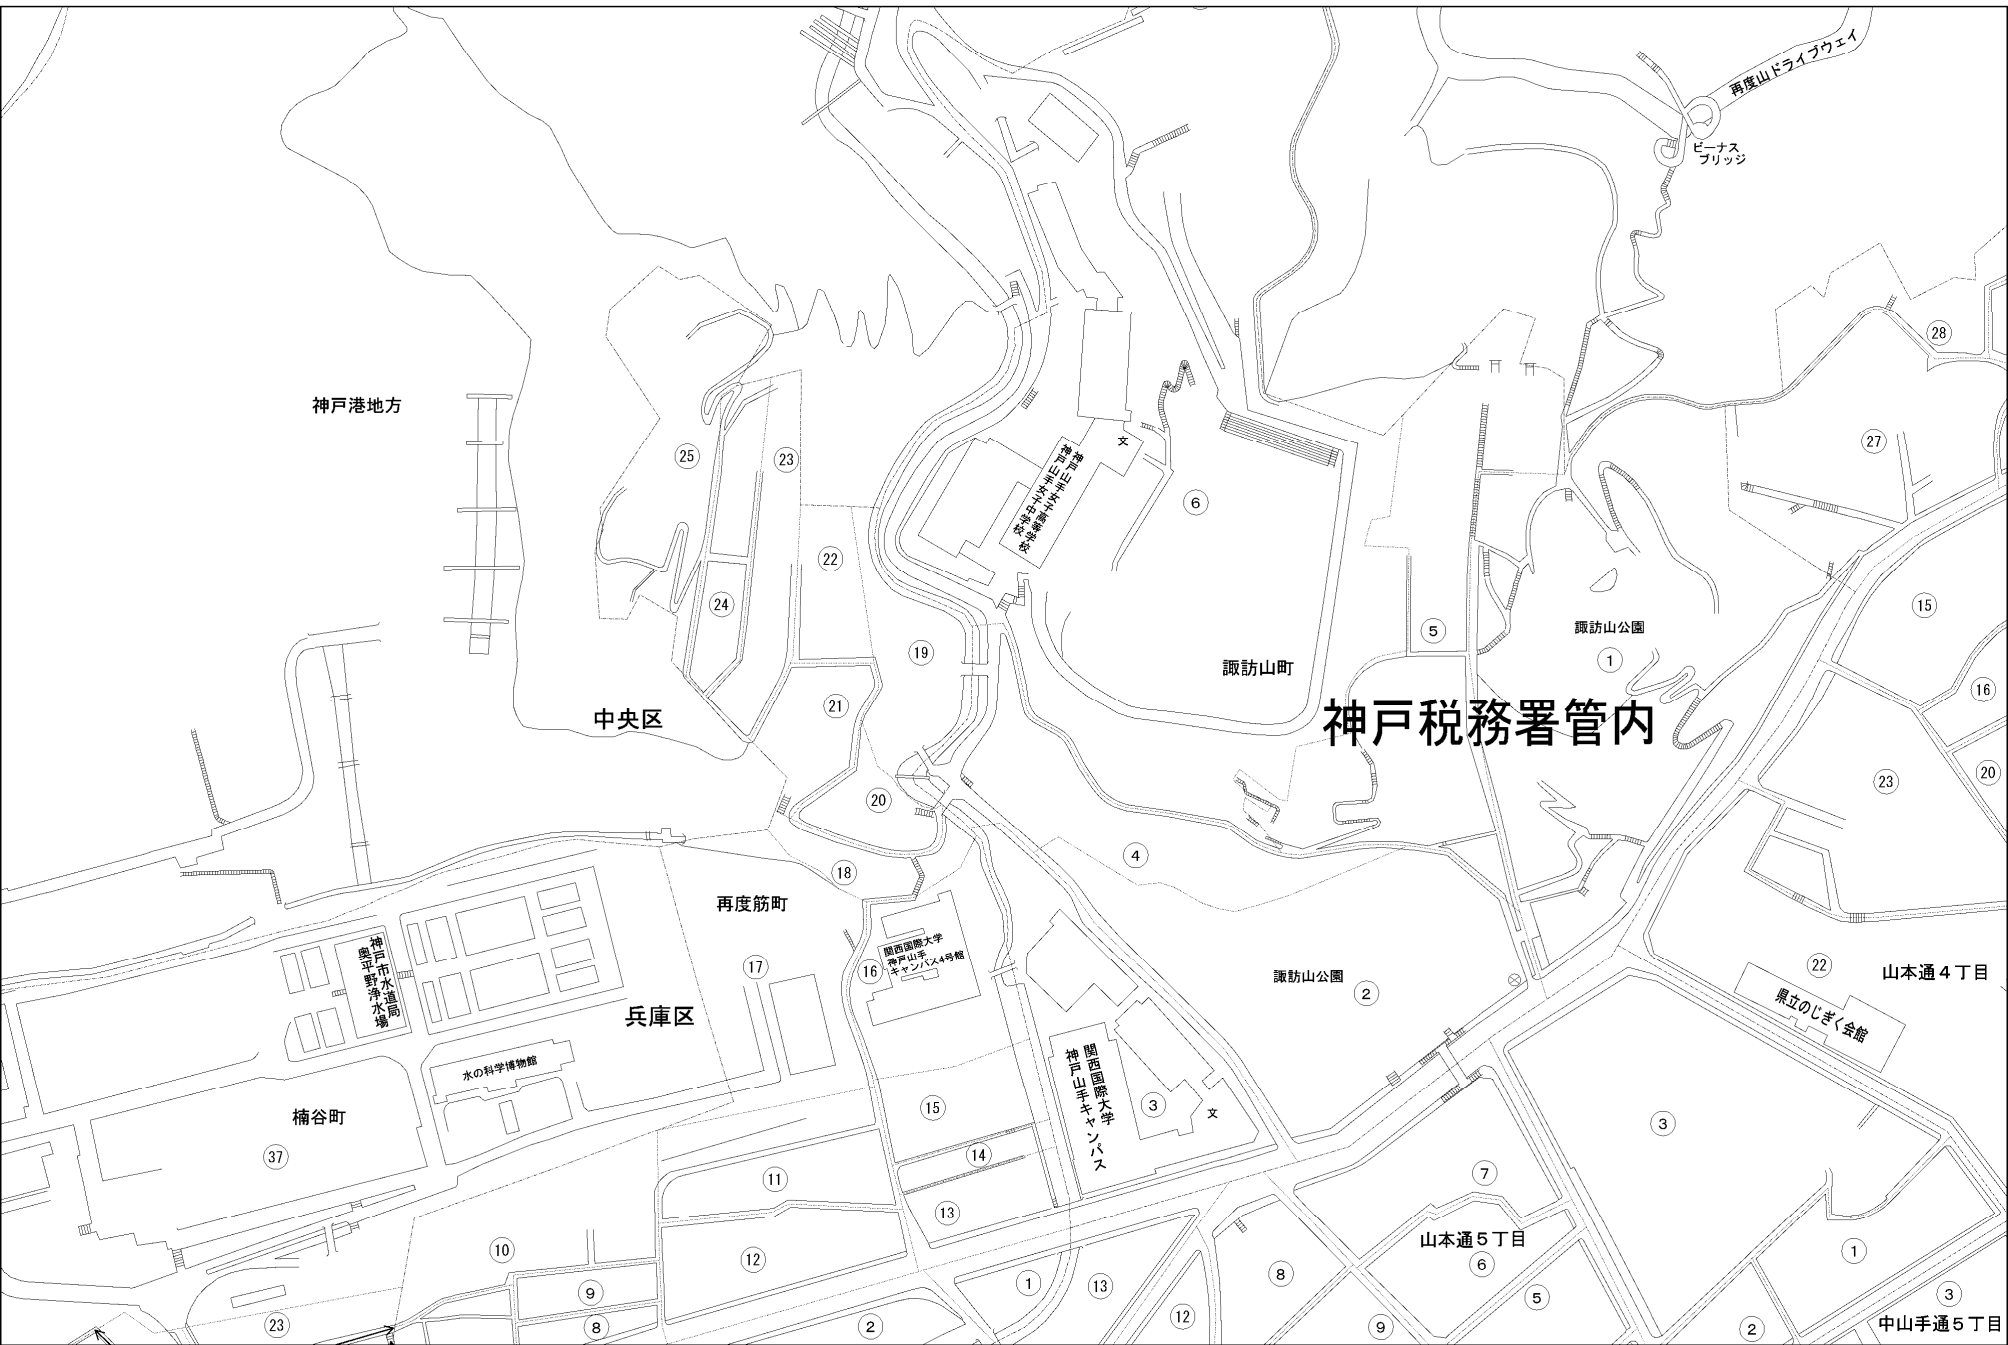 再度山ドライブウェイ
ビーナス
ブリッジ
28
神戸港地方
27
25
23
神戸山手女子高等学校
神戸山手女子中学校
文
6
22
24
15
5
諏訪山公園
1
19
諏訪山町
16
21
中央区
神戸税務署管内
20
23
20
4
18
再度筋町
関西国際大学
神戸山手
キャンパス4号館
16
17
神戸市水道局
奥平野浄水場
22
山本通4丁目
諏訪山公園
2
県立のじぎく会館
兵庫区
水の科学博物館
関西国際大学
神戸山手キャンパス
3
文
15
楠谷町
37
14
3
11
7
13
10
山本通5丁目
12
6
1
9
8
1
13
5
3
23
8
2
12
9
2
中山手通5丁目